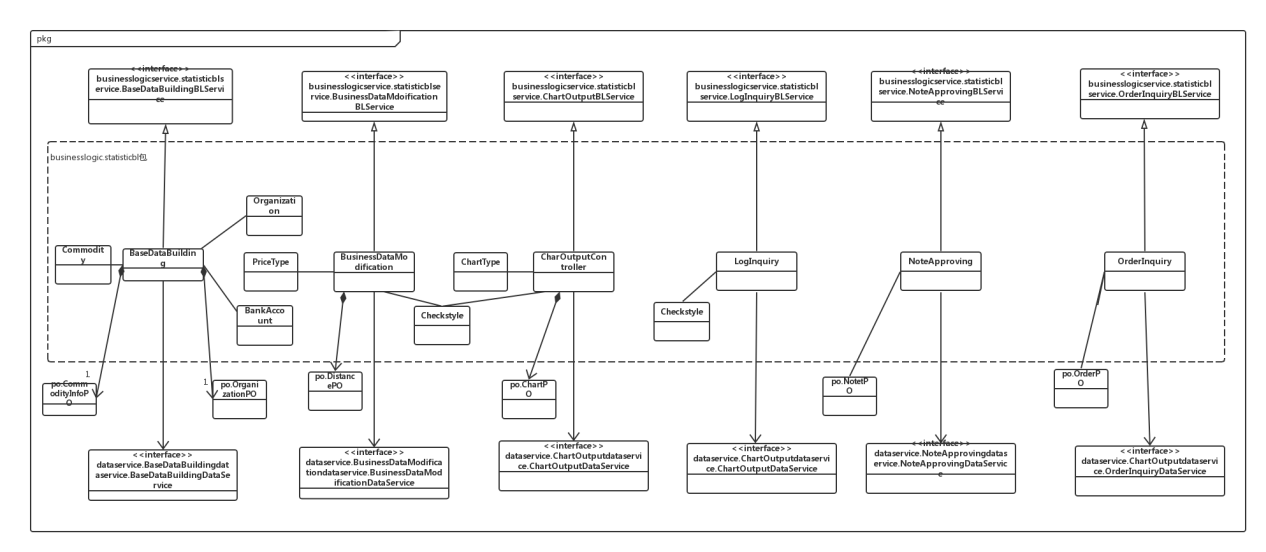 pkg
<<interface>>
businesslogicservice.statisticbls
ervice.BaseDataBuildingBLServi
ce
<<interface>>
businesslogicservice.statisticblse
rvice.BusinessDataMdoification
BLService
<<interface>>
businesslogicservice.statisticbl
service.ChartOutputBLService
<<interface>>
businesslogicservice.statisticbl
service.LogInquiryBLService
<<interface>>
businesslogicservice.statisticbl
service.NoteApprovingBLServi
ce
<<interface>>
businesslogicservice.statisticbl
service.OrderInquiryBLService
businesslogic.statisticbl包
Organizati
on
Commodit
y
BaseDataBuildin
g
PriceType
BusinessDataMo
dification
ChartType
CharOutputCon
troller
LogInquiry
NoteApproving
OrderInquiry
BankAcco
unt
Checkstyle
Checkstyle
1
po.Comm
odityInfoP
O
1
po.Organi
zationPO
po.Distanc
ePO
po.ChartP
O
po.NotetP
O
po.OrderP
O
<<interface>>
dataservice.BaseDataBuildingdat
aservice.BaseDataBuildingDataSe
rvice
<<interface>>
dataservice.BusinessDataModifica
tiondataservice.BusinessDataMod
ificationDataService
<<interface>>
dataservice.ChartOutputdataservi
ce.ChartOutputDataService
<<interface>>
dataservice.ChartOutputdataservi
ce.ChartOutputDataService
<<interface>>
dataservice.NoteApprovingdatas
ervice.NoteApprovingDataServic
e
<<interface>>
dataservice.ChartOutputdataservi
ce.OrderInquiryDataService